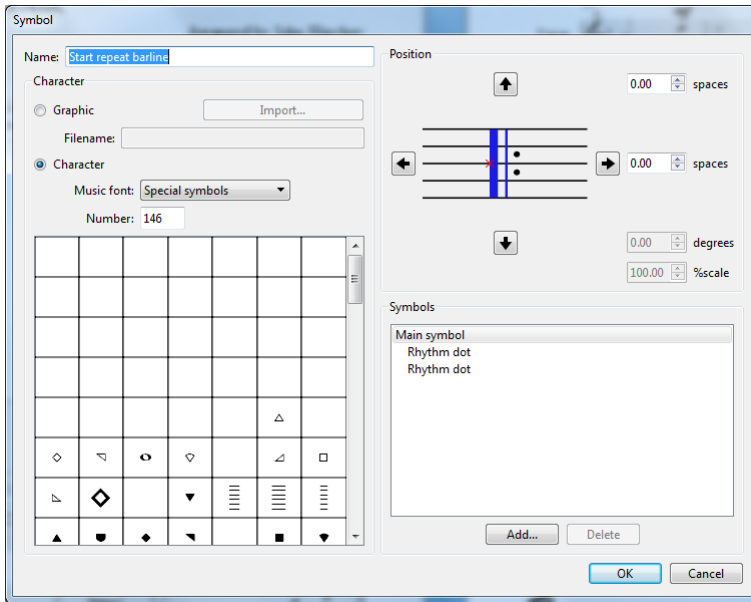 Symbol
Name: Start repeat barline
Character
Graphic
Import...
Filename:
Character
Music font: Special symbols
Number: 146
Position
0.00 spaces
0.00 spaces
0.00 degrees
100.00 %scale
Symbols
Main symbol
Rhythm dot
Rhythm dot
Add...
Delete
OK
Cancel